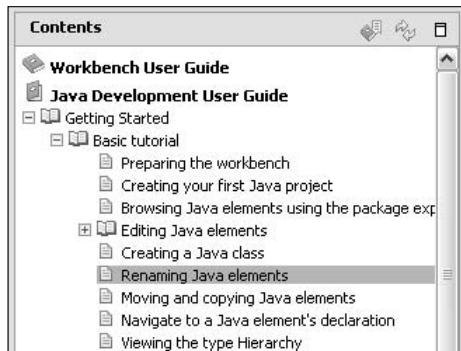 Contents
Workbench User Guide
Java Development User Guide
Getting Started
Basic tutorial
Preparing the workbench
Creating your first Java project
Browsing Java elements using the package exp
Editing Java elements
Creating a Java class
Renaming Java elements
Moving and copying Java elements
Navigate to a Java element's declaration
Viewing the type Hierarchy